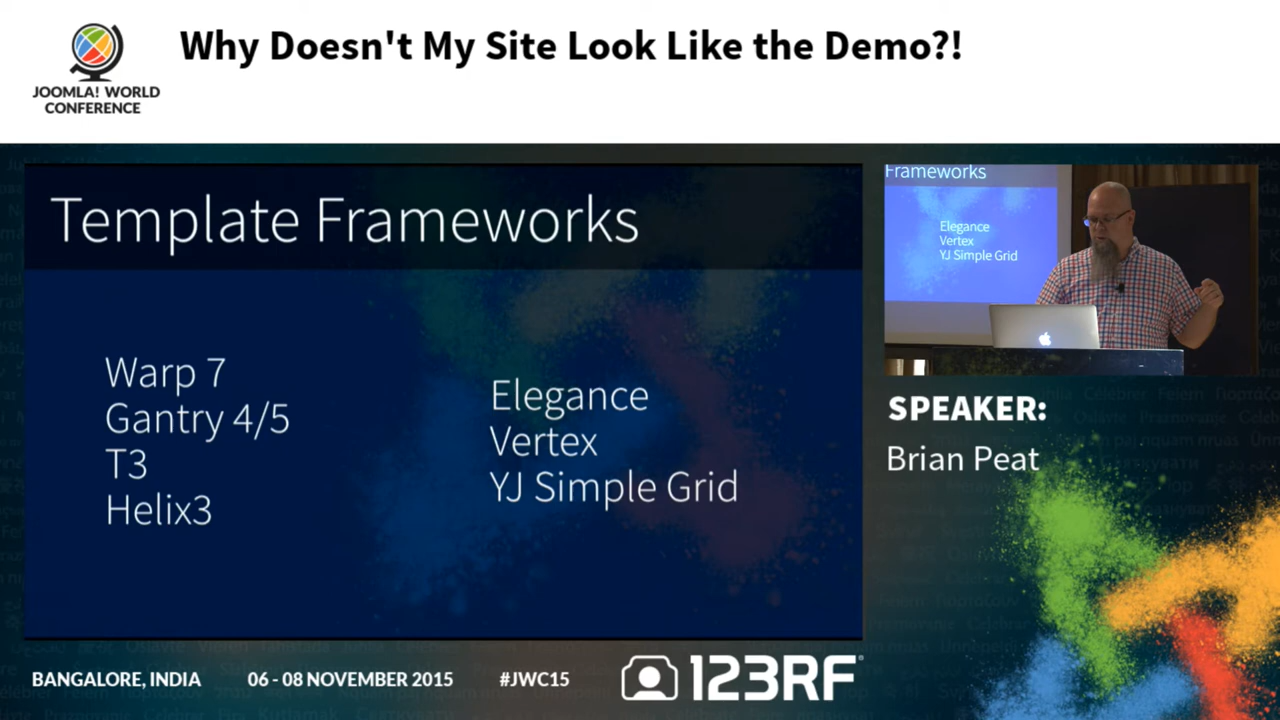 Why Doesn't My Site Look Like the Demo?!
JOOMLA! WORLD
CONFERENCE
Template Frameworks
Warp 7
Gantry 4/5
T3
Helix3
Elegance
Vertex
YJ Simple Grid
Frameworks
Elegance
Vertex
YJ Simple Grid
SPEAKER:
Brian Peat
BANGALORE, INDIA
06 - 08 NOVEMBER 2015
#JWC15
123RF